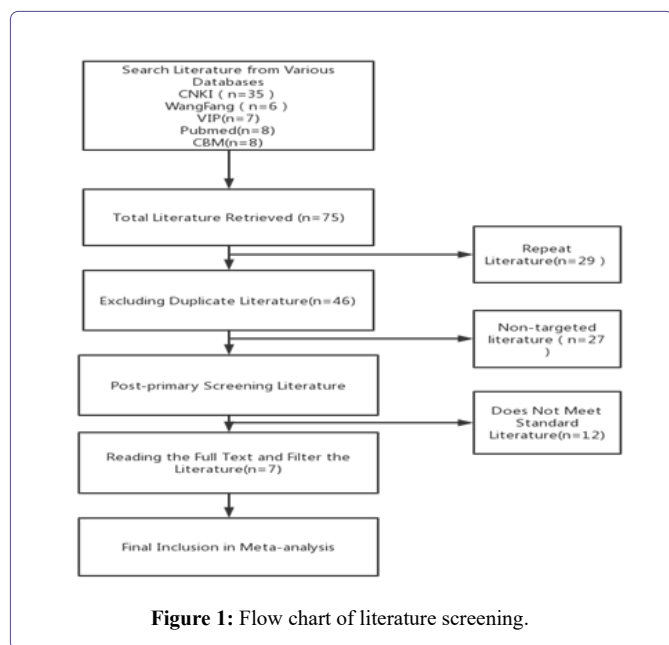 Search Literature from Various
Databases
CNKI ( n=35 )
WangFang ( n=6 )
VIP(n=7)
Pubmed(n=8)
CBM(n=8)
Total Literature Retrieved (n=75)
Repeat
Literature(n=29 )
Excluding Duplicate Literature(n=46)
Non-targeted
literature ( n=27
)
Post-primary Screening Literature
Does Not Meet
Standard
Literature(n=12)
Reading the Full Text and Filter the
Literature(n=7)
Final Inclusion in Meta-analysis
Figure 1: Flow chart of literature screening.